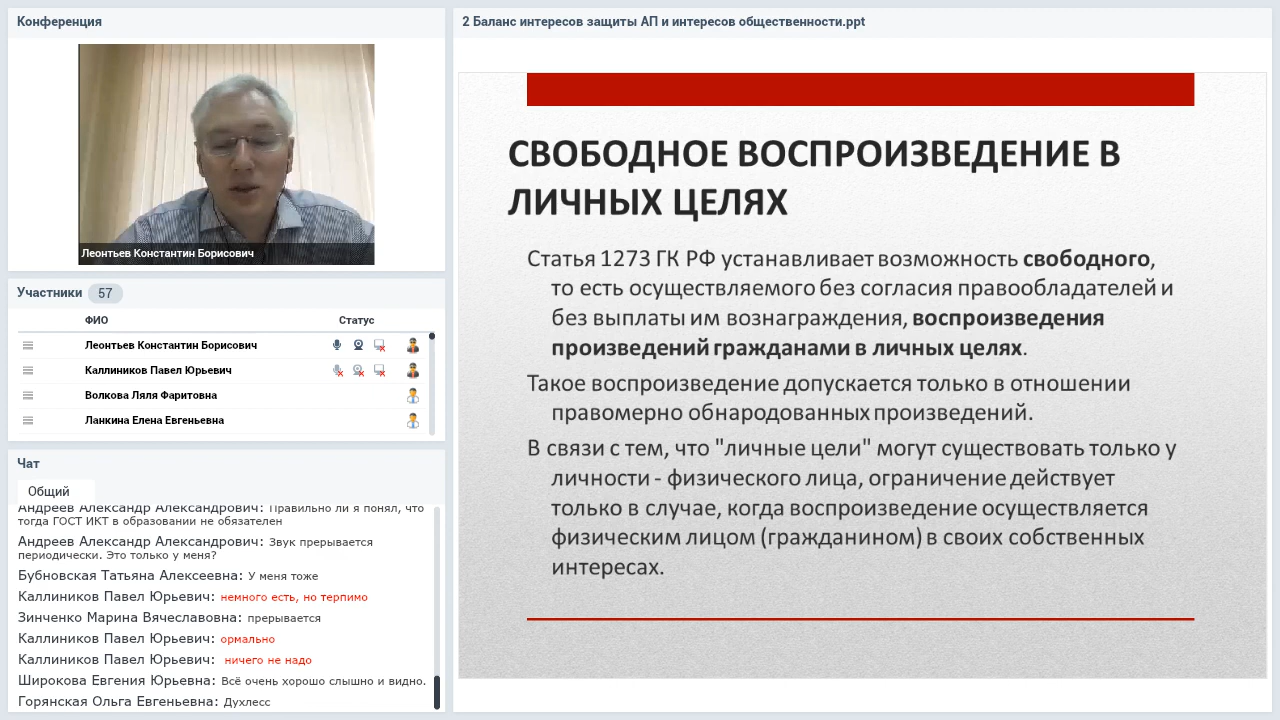 Конференция
Леонтьев Константин Борисович
Участники 57
ФИО Статус
Леонтьев Константин Борисович
Каллиников Павел Юрьевич
Волкова Ляля Фаритовна
Ланкина Елена Евгеньевна
Чат
Общий
Андреев Александр Александрович: Правильно ли я понял, что
тогда ГОСТ ИКТ в образовании не обязателен
Андреев Александр Александрович: Звук прерывается
периодически. Это только у меня?
Бубновская Татьяна Алексеевна: У меня тоже
Каллиников Павел Юрьевич: немного есть, но терпимо
Зинченко Марина Вячеславовна: прерывается
Каллиников Павел Юрьевич: ормально
Каллиников Павел Юрьевич: ничего не надо
Широкова Евгения Юрьевна: Всё очень хорошо слышно и видно.
Горянская Ольга Евгеньевна: Духлесс
2 Баланс интересов защиты АП и интересов общественности.ppt
СВОБОДНОЕ ВОСПРОИЗВЕДЕНИЕ В
ЛИЧНЫХ ЦЕЛЯХ
Статья 1273 ГК РФ устанавливает возможность свободного,
то есть осуществляемого без согласия правообладателей и
без выплаты им вознаграждения, воспроизведения
произведений гражданами в личных целях.
Такое воспроизведение допускается только в отношении
правомерно обнародованных произведений.
В связи с тем, что "личные цели" могут существовать только у
личности - физического лица, ограничение действует
только в случае, когда воспроизведение осуществляется
физическим лицом (гражданином) в своих собственных
интересах.